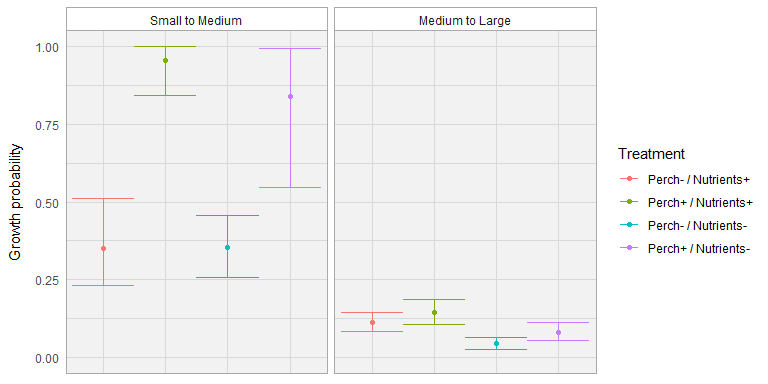 Small to Medium
Medium to Large
Growth probability
1.00
0.75
0.50
0.25
0.00
Treatment
Perch- / Nutrients+
Perch+ / Nutrients+
Perch- / Nutrients-
Perch+ / Nutrients-